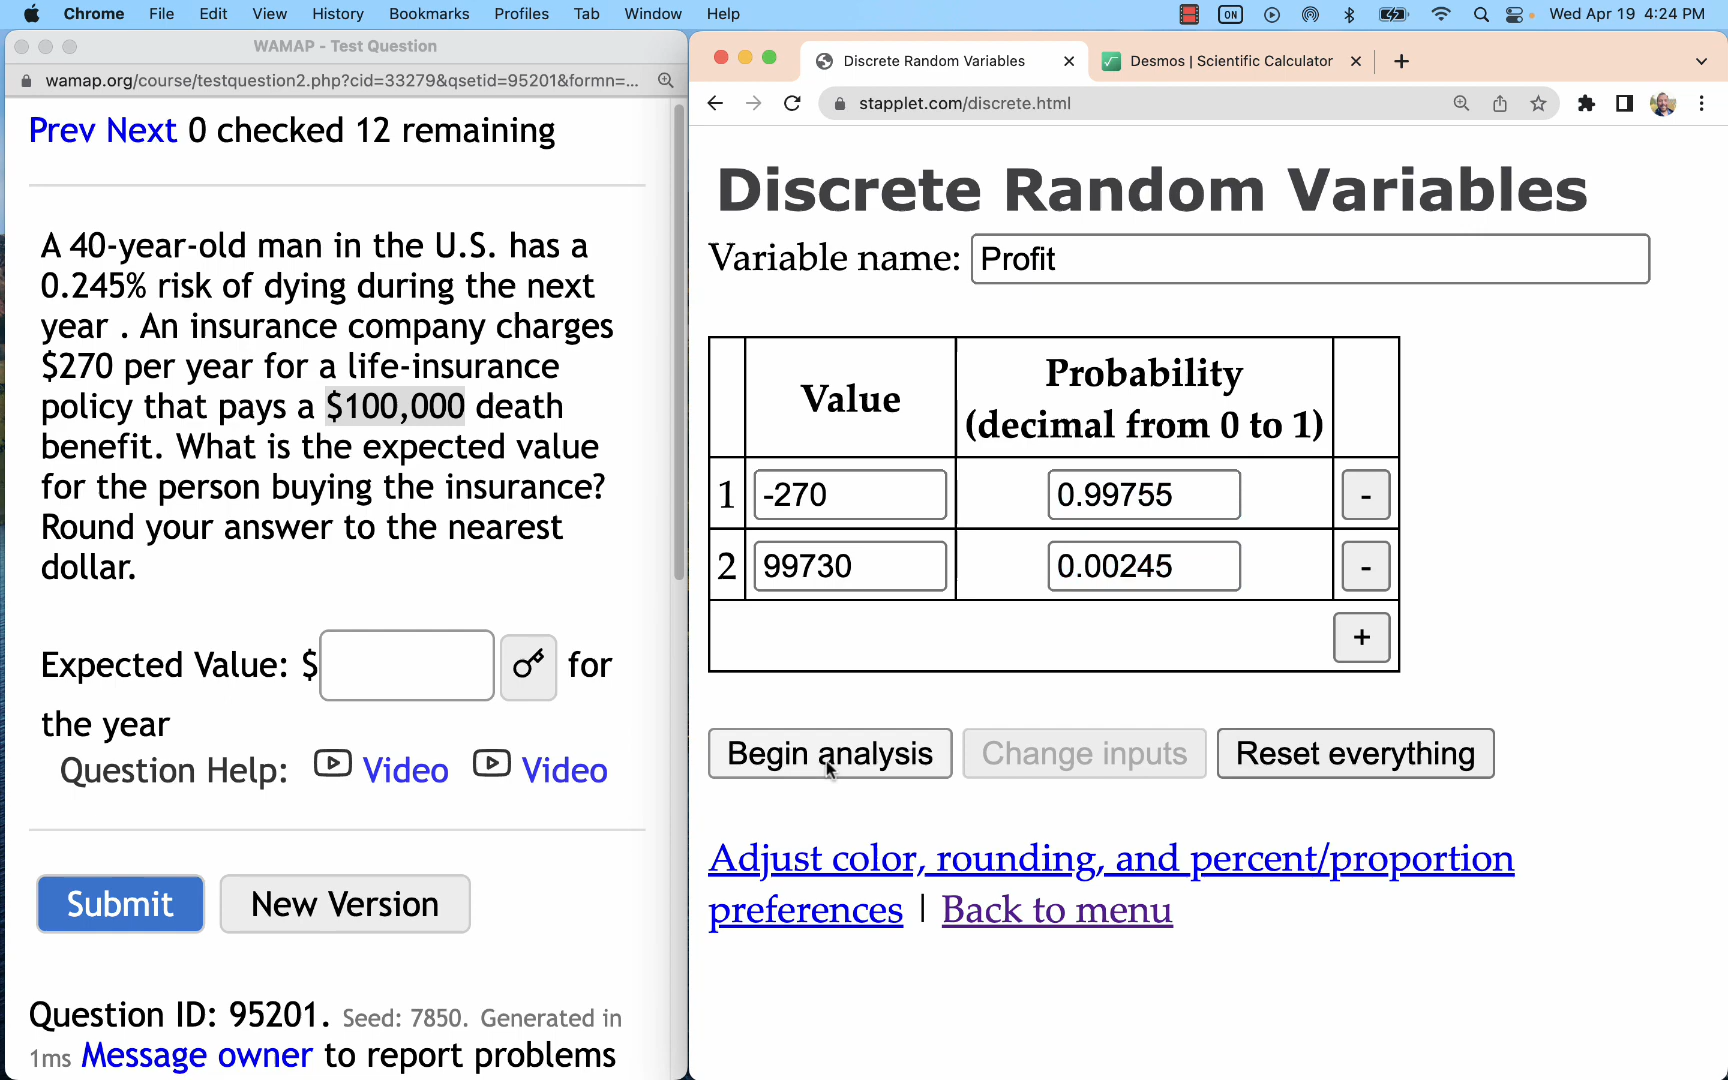 Chrome File Edit View History Bookmarks Profiles Tab Window Help
ON
Wed Apr 19 4:24 PM
WAMAP - Test Question
wamap.org/course/testquestion2.php?cid=33279&qsetid=95201&formn=...
Prev Next 0 checked 12 remaining
A 40-year-old man in the U.S. has a
0.245% risk of dying during the next
year . An insurance company charges
$270 per year for a life-insurance
policy that pays a $100,000 death
benefit. What is the expected value
for the person buying the insurance?
Round your answer to the nearest
dollar.
Expected Value: $ for
the year
Question Help: Video Video
Submit New Version
Question ID: 95201. Seed: 7850. Generated in
1ms Message owner to report problems
Discrete Random Variables
Desmos | Scientific Calculator
stapplet.com/discrete.html
Discrete Random Variables
Variable name: Profit
Value
Probability
(decimal from 0 to 1)
1 -270 0.99755 -
2 99730 0.00245 -
+
Begin analysis Change inputs Reset everything
Adjust color, rounding, and percent/proportion
preferences | Back to menu